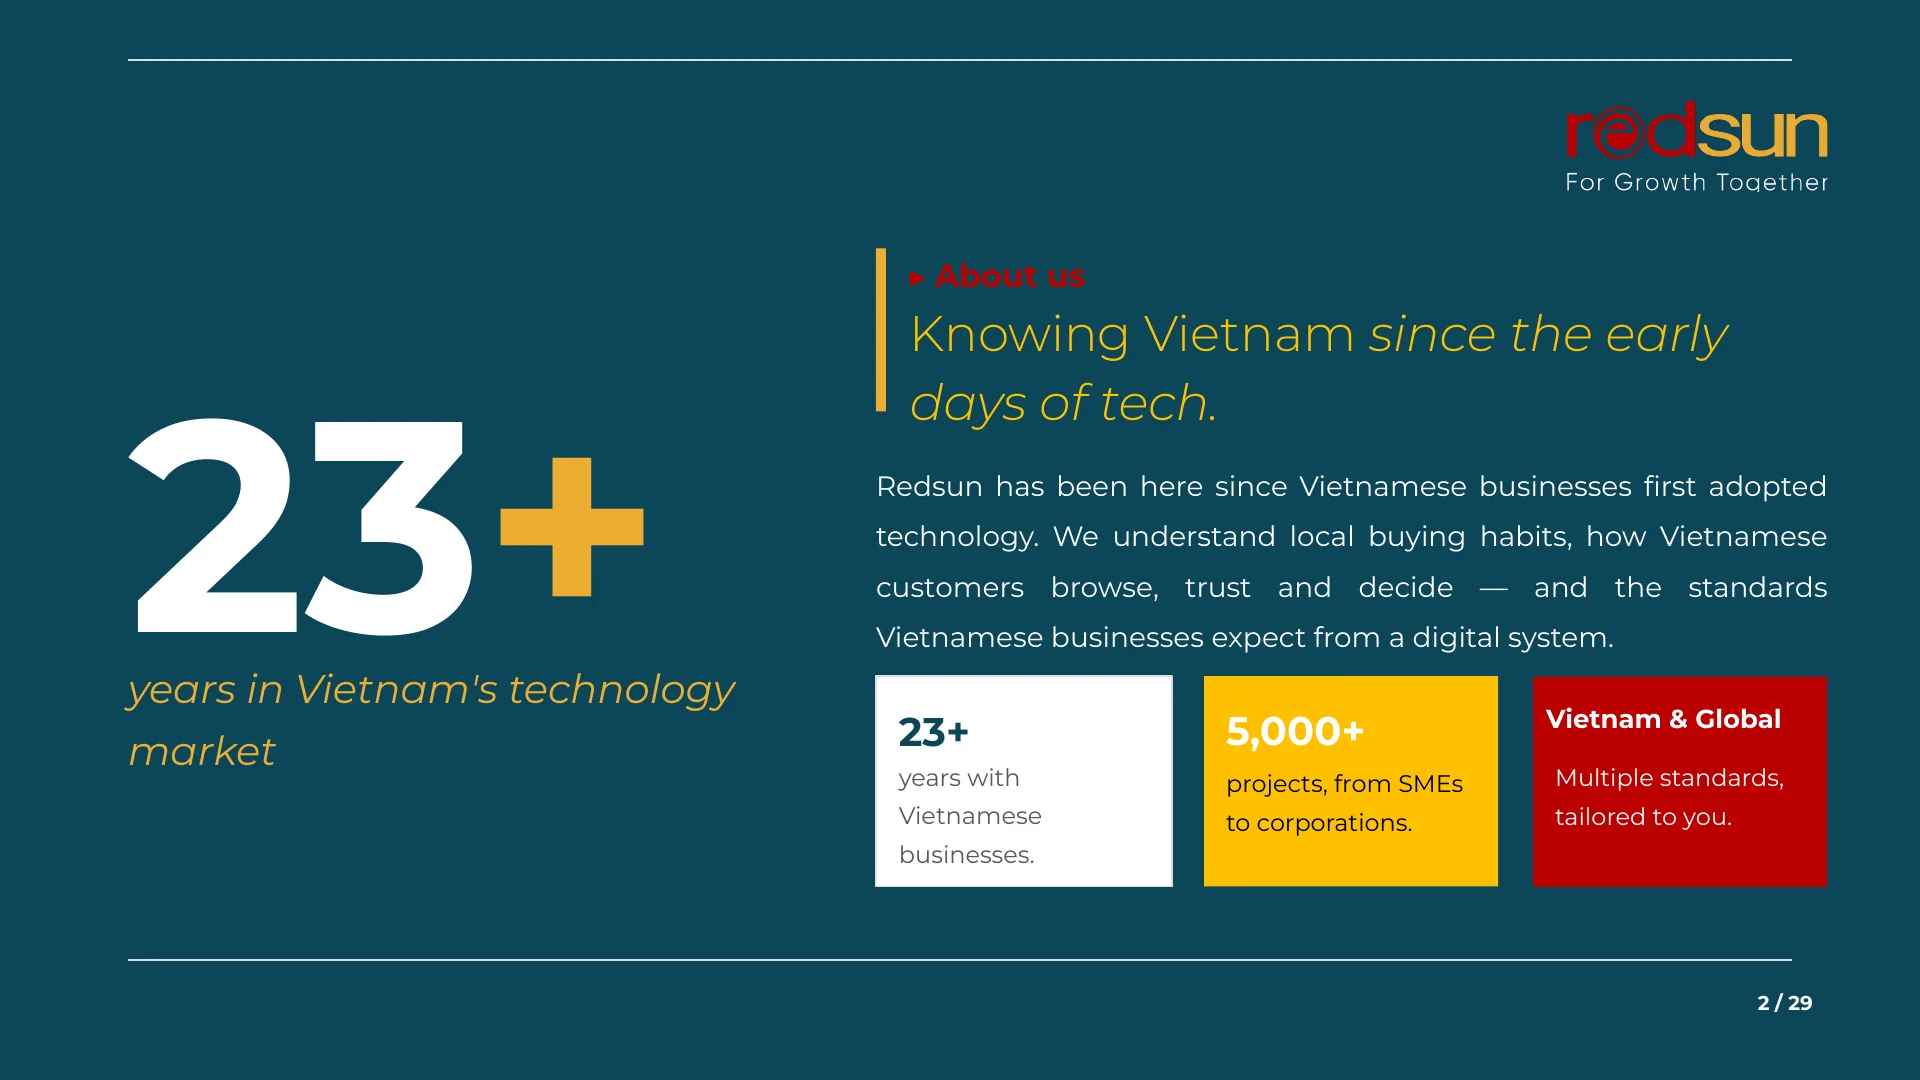 redsun
For Growth Together
23+
years in Vietnam's technology
market
▸ About us
Knowing Vietnam since the early
days of tech.
Redsun has been here since Vietnamese businesses first adopted
technology. We understand local buying habits, how Vietnamese
customers browse, trust and decide — and the standards
Vietnamese businesses expect from a digital system.
23+
years with
Vietnamese
businesses.
5,000+
projects, from SMEs
to corporations.
Vietnam & Global
Multiple standards,
tailored to you.
2 / 29